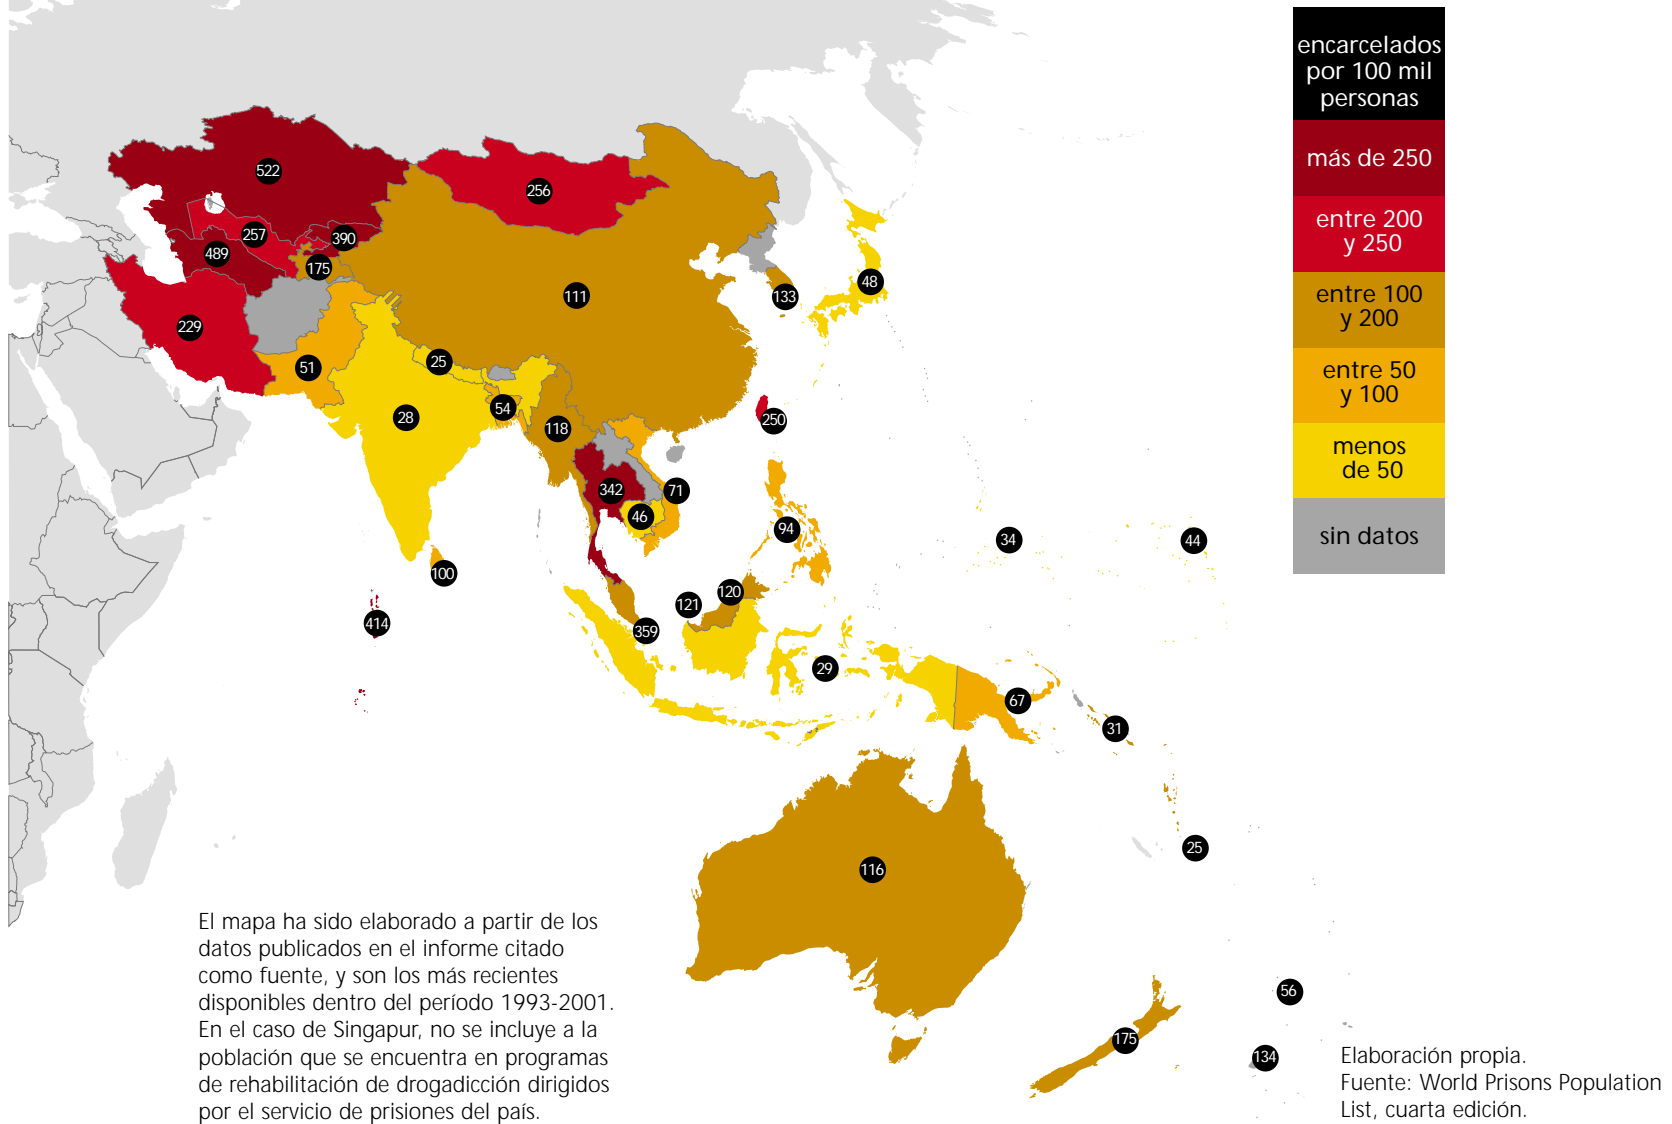 encarcelados
por 100 mil
personas
más de 250
entre 200
y 250
entre 100
y 200
entre 50
y 100
menos
de 50
sin datos
522
256
257
390
489
175
229
111
133
48
51
25
28
54
118
250
342
71
46
94
34
44
100
120
121
414
359
29
67
31
25
116
56
175
134
El mapa ha sido elaborado a partir de los
datos publicados en el informe citado
como fuente, y son los más recientes
disponibles dentro del período 1993-2001.
En el caso de Singapur, no se incluye a la
población que se encuentra en programas
de rehabilitación de drogadicción dirigidos
por el servicio de prisiones del país.
Elaboración propia.
Fuente: World Prisons Population
List, cuarta edición.